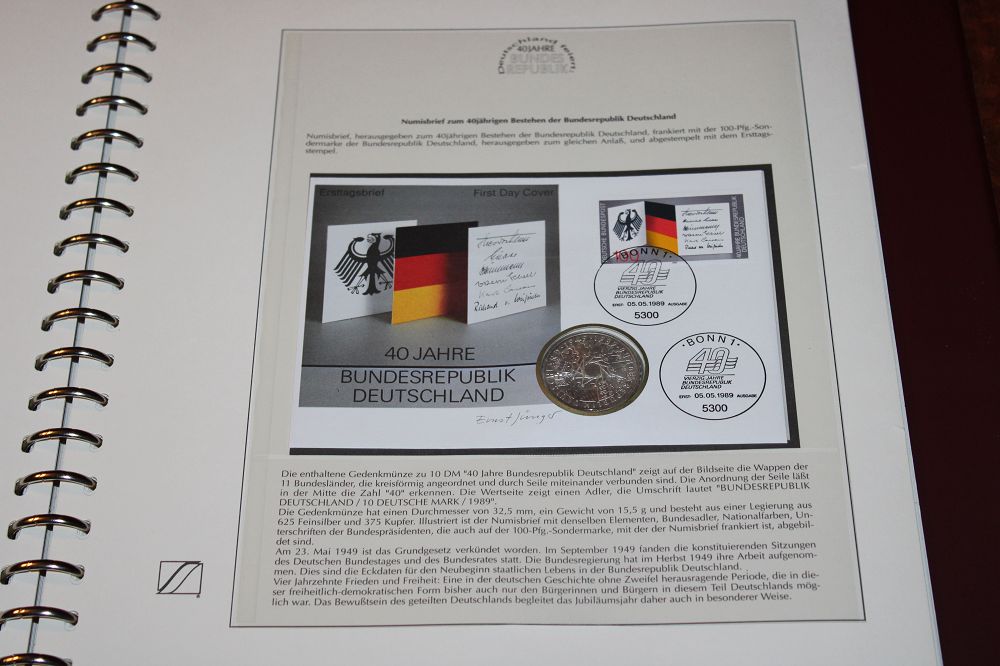 Deutschland feiert
40 JAHRE
BUNDES
REPUBLIK
Numisbrief zum 40jährigen Bestehen der Bundesrepublik Deutschland
Numisbrief, herausgegeben zum 40jährigen Bestehen der Bundesrepublik Deutschland, frankiert mit der 100-Pfg.-Son-
dermarke der Bundesrepublik Deutschland, herausgegeben zum gleichen Anlaß, und abgestempelt mit dem Ersttags-
stempel.
Ersttagsbrief First Day Cover
40 JAHRE
BUNDESREPUBLIK
DEUTSCHLAND
DEUTSCHE BUNDESPOST
100
40 JAHRE BUNDESREPUBLIK
DEUTSCHLAND
BONN 1
40
VIERZIG JAHRE
BUNDESREPUBLIK
DEUTSCHLAND
ERST- 05.05.1989 AUSGABE
5300
BONN 1
40
VIERZIG JAHRE
BUNDESREPUBLIK
DEUTSCHLAND
ERST- 05.05.1989 AUSGABE
5300
Ernst Jünger
Die enthaltene Gedenkmünze zu 10 DM "40 Jahre Bundesrepublik Deutschland" zeigt auf der Bildseite die Wappen der
11 Bundesländer, die kreisförmig angeordnet und durch Seile miteinander verbunden sind. Die Anordnung der Seile läßt
in der Mitte die Zahl "40" erkennen. Die Wertseite zeigt einen Adler, die Umschrift lautet "BUNDESREPUBLIK
DEUTSCHLAND / 10 DEUTSCHE MARK / 1989".
Die Gedenkmünze hat einen Durchmesser von 32,5 mm, ein Gewicht von 15,5 g und besteht aus einer Legierung aus
625 Feinsilber und 375 Kupfer. Illustriert ist der Numisbrief mit denselben Elementen, Bundesadler, Nationalfarben, Un-
terschriften der Bundespräsidenten, die auch auf der 100-Pfg.-Sondermarke, mit der der Numisbrief frankiert ist, abgebil-
det sind.
Am 23. Mai 1949 ist das Grundgesetz verkündet worden. Im September 1949 fanden die konstituierenden Sitzungen
des Deutschen Bundestages und des Bundesrates statt. Die Bundesregierung hat im Herbst 1949 ihre Arbeit aufgenom-
men. Dies sind die Eckdaten für den Neubeginn staatlichen Lebens in der Bundesrepublik Deutschland.
Vier Jahrzehnte Frieden und Freiheit: Eine in der deutschen Geschichte ohne Zweifel herausragende Periode, die in die-
ser freiheitlich-demokratischen Form bisher auch nur den Bürgerinnen und Bürgern in diesem Teil Deutschlands mög-
lich war. Das Bewußtsein des geteilten Deutschlands begleitet das Jubiläumsjahr daher auch in besonderer Weise.